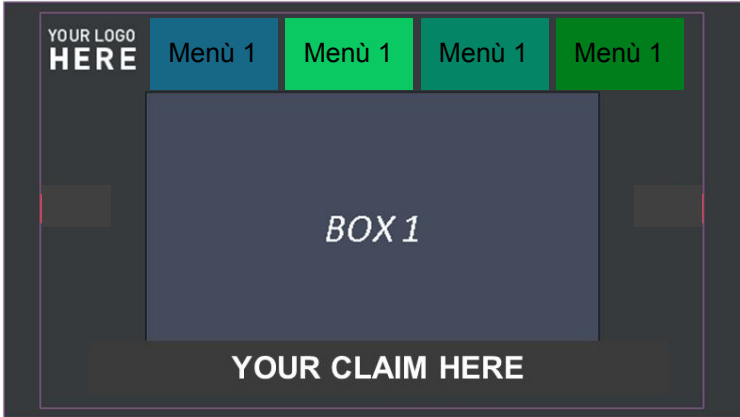 YOUR LOGO
HERE
Menù 1 Menù 1 Menù 1 Menù 1
BOX 1
YOUR CLAIM HERE